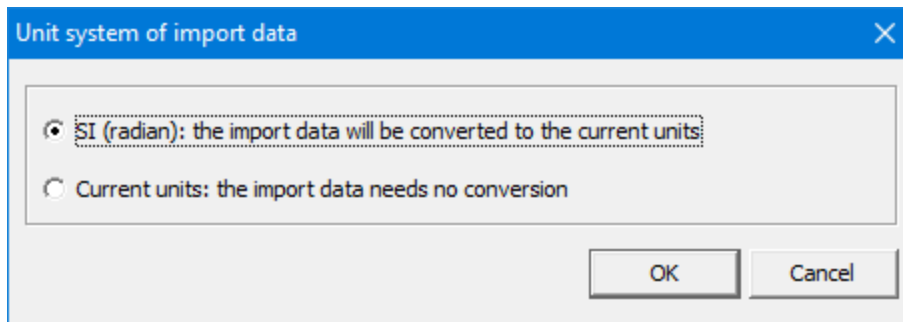 Unit system of import data
SI (radian): the import data will be converted to the current units
Current units: the import data needs no conversion
OK Cancel